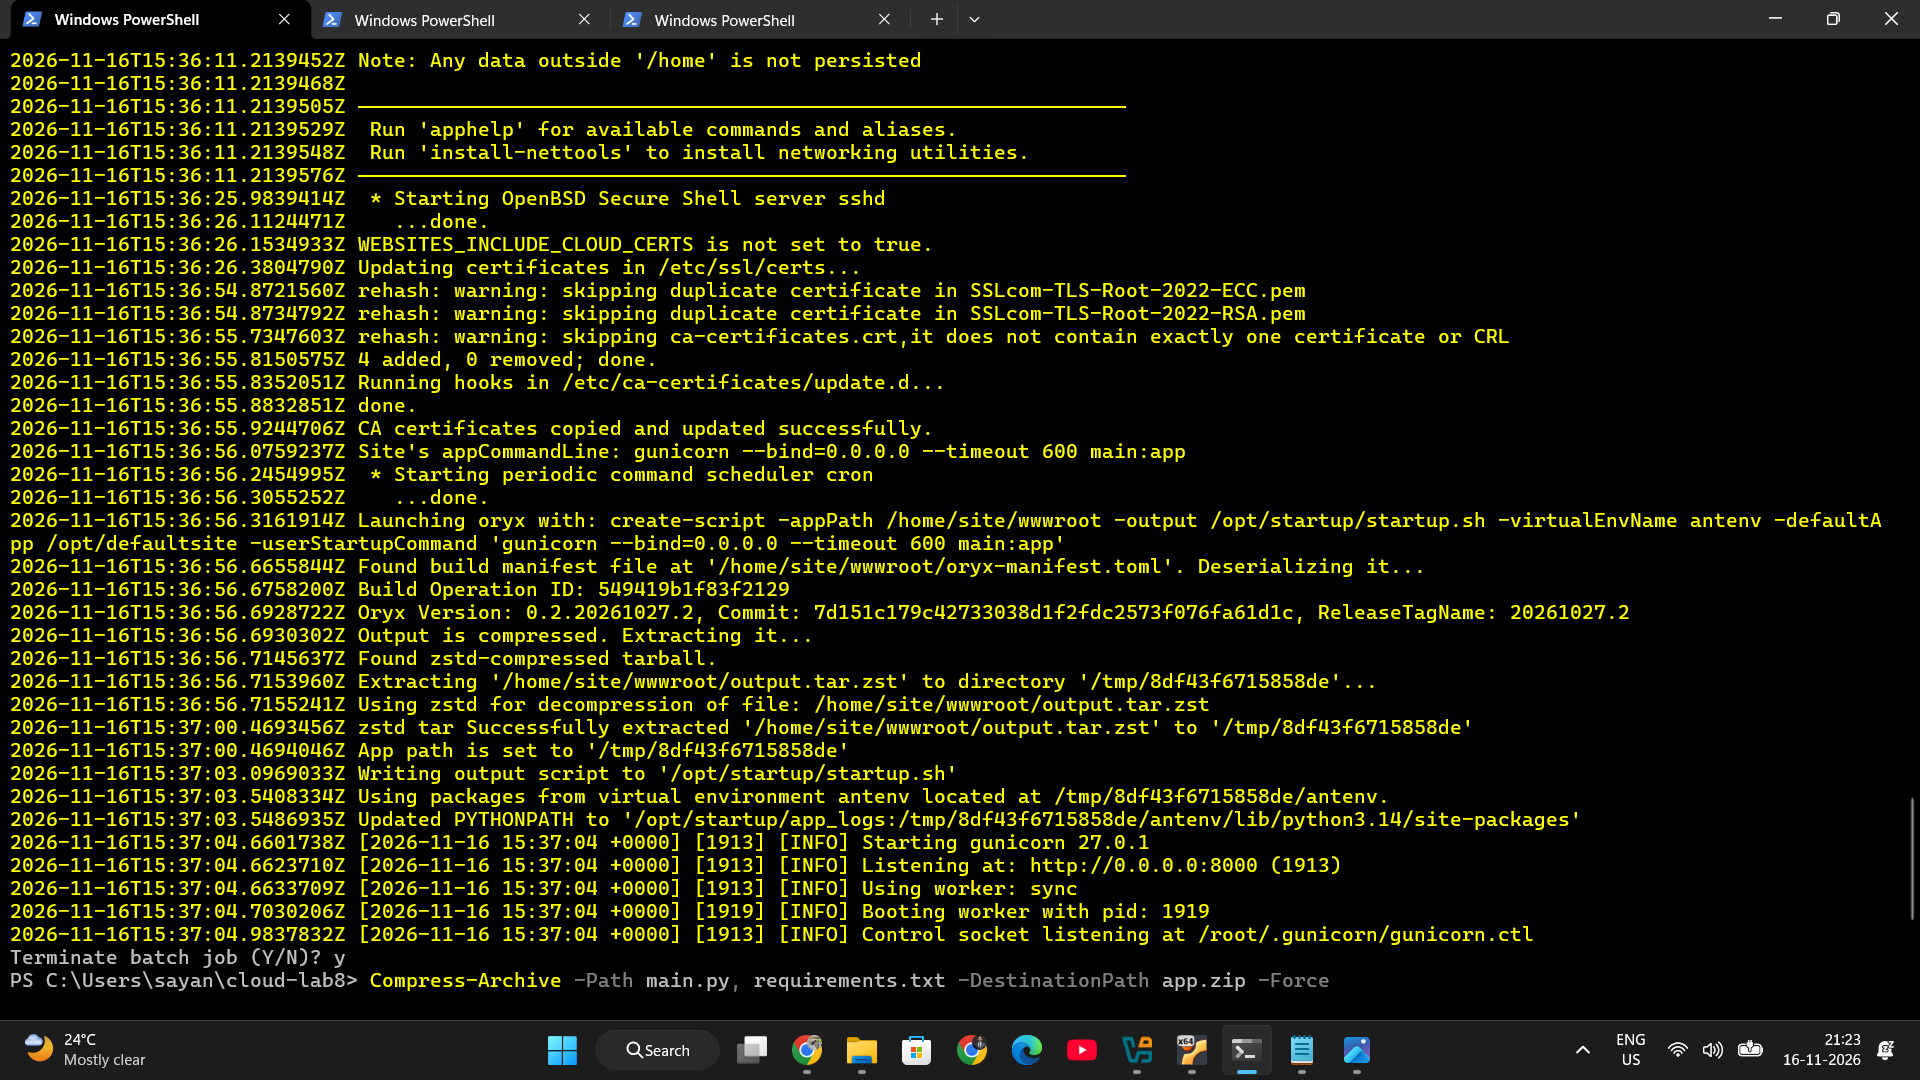 Windows PowerShell
Windows PowerShell
Windows PowerShell
2026-11-16T15:36:11.2139452Z Note: Any data outside '/home' is not persisted
2026-11-16T15:36:11.2139468Z
2026-11-16T15:36:11.2139505Z
2026-11-16T15:36:11.2139529Z  Run 'apphelp' for available commands and aliases.
2026-11-16T15:36:11.2139548Z  Run 'install-nettools' to install networking utilities.
2026-11-16T15:36:11.2139576Z
2026-11-16T15:36:25.9839414Z  * Starting OpenBSD Secure Shell server sshd
2026-11-16T15:36:26.1124471Z    ...done.
2026-11-16T15:36:26.1534933Z WEBSITES_INCLUDE_CLOUD_CERTS is not set to true.
2026-11-16T15:36:26.3804790Z Updating certificates in /etc/ssl/certs...
2026-11-16T15:36:54.8721560Z rehash: warning: skipping duplicate certificate in SSLcom-TLS-Root-2022-ECC.pem
2026-11-16T15:36:54.8734792Z rehash: warning: skipping duplicate certificate in SSLcom-TLS-Root-2022-RSA.pem
2026-11-16T15:36:55.7347603Z rehash: warning: skipping ca-certificates.crt,it does not contain exactly one certificate or CRL
2026-11-16T15:36:55.8150575Z 4 added, 0 removed; done.
2026-11-16T15:36:55.8352051Z Running hooks in /etc/ca-certificates/update.d...
2026-11-16T15:36:55.8832851Z done.
2026-11-16T15:36:55.9244706Z CA certificates copied and updated successfully.
2026-11-16T15:36:56.0759237Z Site's appCommandLine: gunicorn --bind=0.0.0.0 --timeout 600 main:app
2026-11-16T15:36:56.2454995Z  * Starting periodic command scheduler cron
2026-11-16T15:36:56.3055252Z    ...done.
2026-11-16T15:36:56.3161914Z Launching oryx with: create-script -appPath /home/site/wwwroot -output /opt/startup/startup.sh -virtualEnvName antenv -defaultA
pp /opt/defaultsite -userStartupCommand 'gunicorn --bind=0.0.0.0 --timeout 600 main:app'
2026-11-16T15:36:56.6655844Z Found build manifest file at '/home/site/wwwroot/oryx-manifest.toml'. Deserializing it...
2026-11-16T15:36:56.6758200Z Build Operation ID: 549419b1f83f2129
2026-11-16T15:36:56.6928722Z Oryx Version: 0.2.20261027.2, Commit: 7d151c179c42733038d1f2fdc2573f076fa61d1c, ReleaseTagName: 20261027.2
2026-11-16T15:36:56.6930302Z Output is compressed. Extracting it...
2026-11-16T15:36:56.7145637Z Found zstd-compressed tarball.
2026-11-16T15:36:56.7153960Z Extracting '/home/site/wwwroot/output.tar.zst' to directory '/tmp/8df43f6715858de'...
2026-11-16T15:36:56.7155241Z Using zstd for decompression of file: /home/site/wwwroot/output.tar.zst
2026-11-16T15:37:00.4693456Z zstd tar Successfully extracted '/home/site/wwwroot/output.tar.zst' to '/tmp/8df43f6715858de'
2026-11-16T15:37:00.4694046Z App path is set to '/tmp/8df43f6715858de'
2026-11-16T15:37:03.0969033Z Writing output script to '/opt/startup/startup.sh'
2026-11-16T15:37:03.5408334Z Using packages from virtual environment antenv located at /tmp/8df43f6715858de/antenv.
2026-11-16T15:37:03.5486935Z Updated PYTHONPATH to '/opt/startup/app_logs:/tmp/8df43f6715858de/antenv/lib/python3.14/site-packages'
2026-11-16T15:37:04.6601738Z [2026-11-16 15:37:04 +0000] [1913] [INFO] Starting gunicorn 27.0.1
2026-11-16T15:37:04.6623710Z [2026-11-16 15:37:04 +0000] [1913] [INFO] Listening at: http://0.0.0.0:8000 (1913)
2026-11-16T15:37:04.6633709Z [2026-11-16 15:37:04 +0000] [1913] [INFO] Using worker: sync
2026-11-16T15:37:04.7030206Z [2026-11-16 15:37:04 +0000] [1919] [INFO] Booting worker with pid: 1919
2026-11-16T15:37:04.9837832Z [2026-11-16 15:37:04 +0000] [1913] [INFO] Control socket listening at /root/.gunicorn/gunicorn.ctl
Terminate batch job (Y/N)? y
PS C:\Users\sayan\cloud-lab8> Compress-Archive -Path main.py, requirements.txt -DestinationPath app.zip -Force
24°C
Mostly clear
Search
x64
ENG
US
21:23
16-11-2026